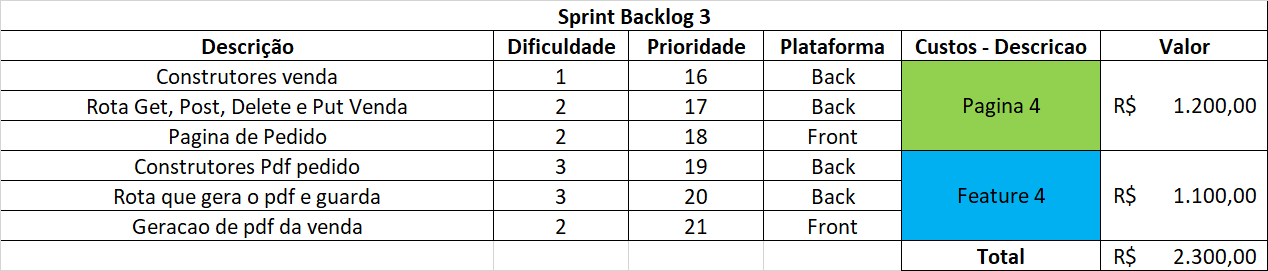 Sprint Backlog 3
Descrição Dificuldade Prioridade Plataforma Custos - Descricao Valor
Construtores venda 1 16 Back
Rota Get, Post, Delete e Put Venda 2 17 Back Pagina 4 R$ 1.200,00
Pagina de Pedido 2 18 Front
Construtores Pdf pedido 3 19 Back
Rota que gera o pdf e guarda 3 20 Back Feature 4 R$ 1.100,00
Geracao de pdf da venda 2 21 Front
Total R$ 2.300,00